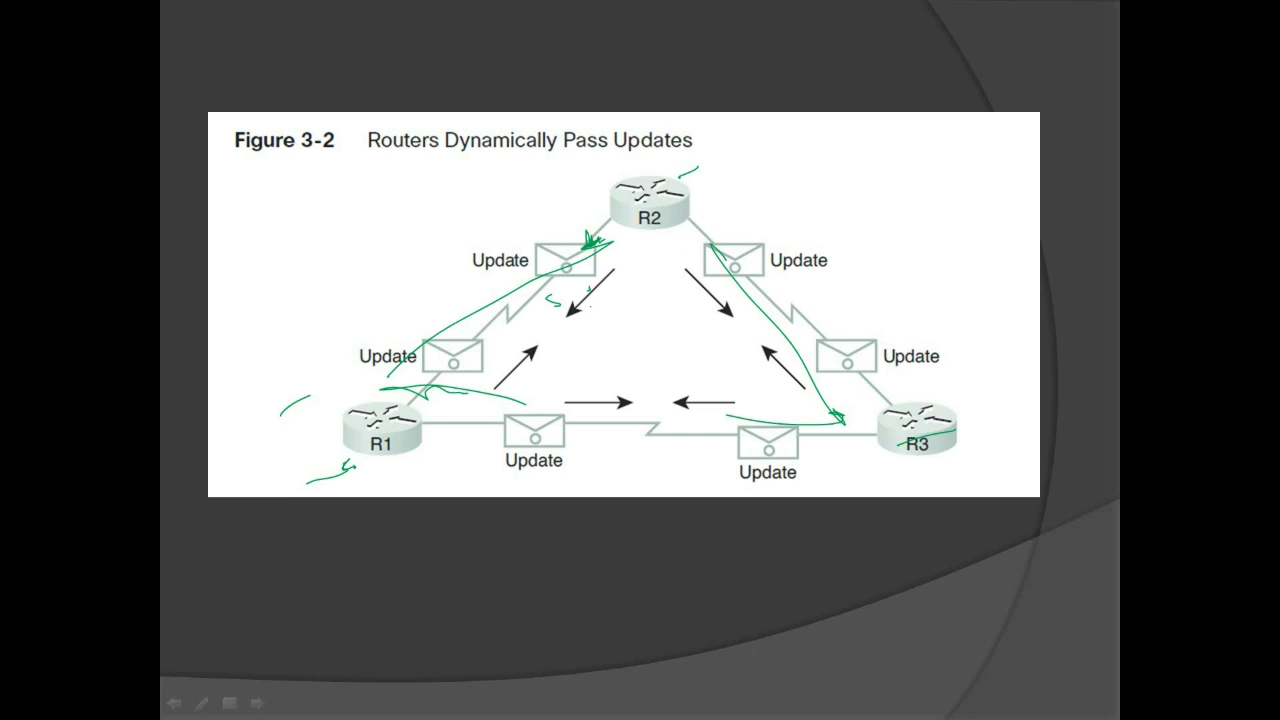 Figure 3-2 Routers Dynamically Pass Updates
R2
Update
Update
Update
Update
R1
R3
Update
Update